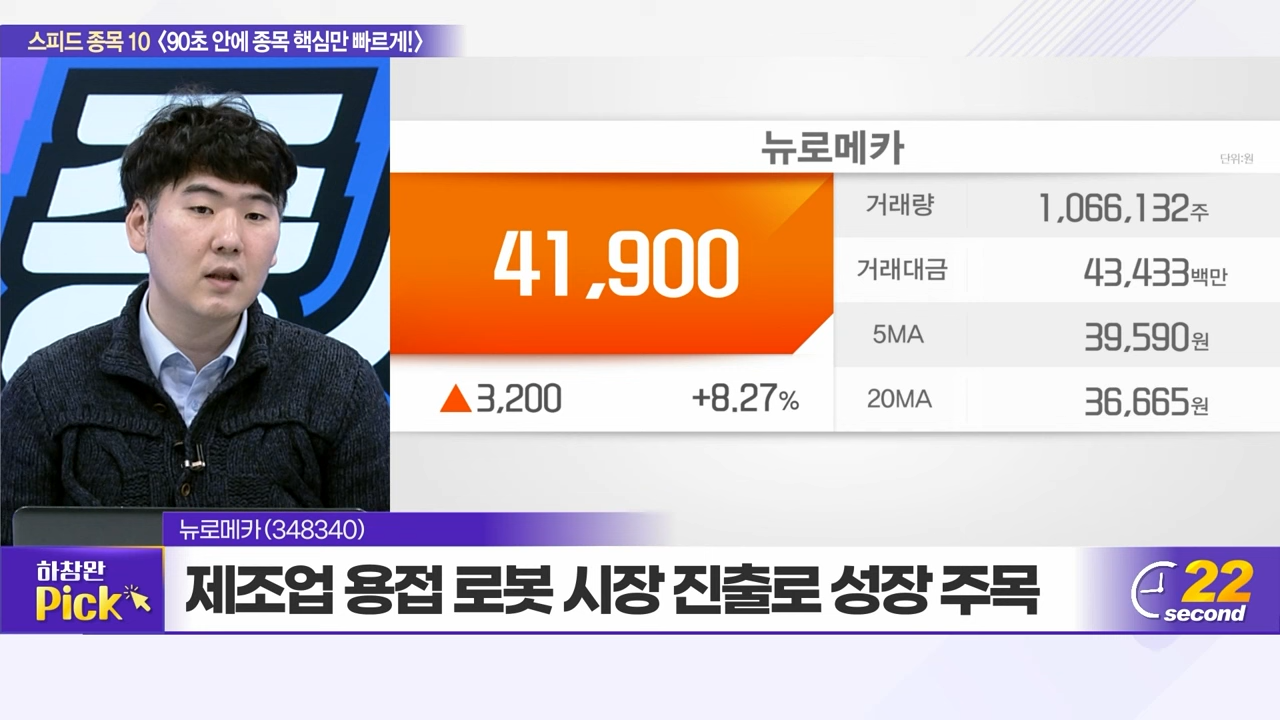 스피드 종목 10 <90초 안에 종목 핵심만 빠르게!>
뉴로메카
단위:원
41,900
▲3,200 +8.27%
거래량 1,066,132주
거래대금 43,433백만
5MA 39,590원
20MA 36,665원
뉴로메카(348340)
하창완
Pick
제조업 용접 로봇 시장 진출로 성장 주목
22
second